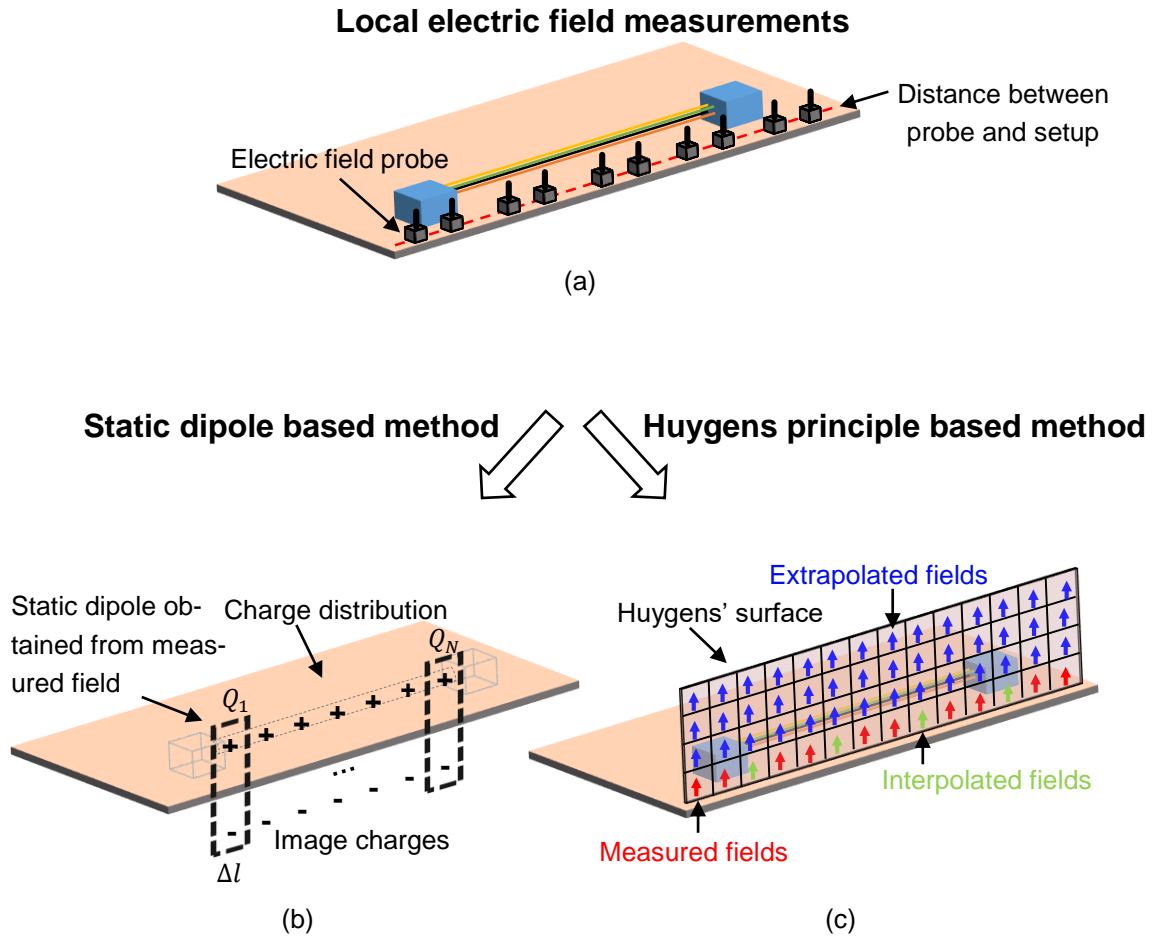 Local electric field measurements
Distance between
probe and setup
Electric field probe
(a)
Static dipole based method
Huygens principle based method
Static dipole ob-
tained from meas-
ured field
Charge distribution
Q_1
Q_N
...
Image charges
Δl
(b)
Extrapolated fields
Huygens’ surface
Interpolated fields
Measured fields
(c)